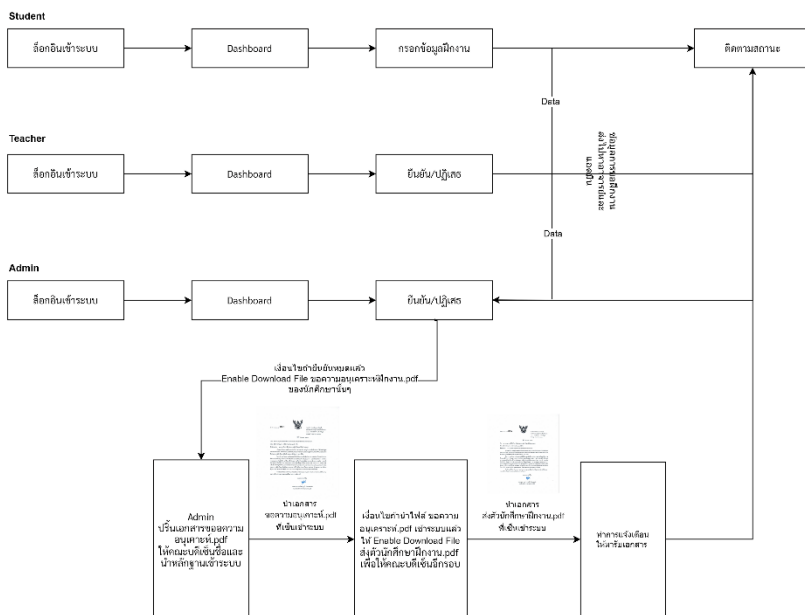 Student
ล็อกอินเข้าระบบ
Dashboard
กรอกข้อมูลฝึกงาน
ติดตามสถานะ
Data
Teacher
ล็อกอินเข้าระบบ
Dashboard
ยืนยัน/ปฏิเสธ
Data
Admin
ล็อกอินเข้าระบบ
Dashboard
ยืนยัน/ปฏิเสธ
เงื่อนไขถ้ายืนยันหมดแล้ว
Enable Download File ขอความอนุเคราะห์ฝึกงาน.pdf
ของนักศึกษานั้นๆ
Admin
ปริ้นเอกสารขอความ
อนุเคาะห์.pdf
ให้คณะบดีเซ็นชื่อและ
นำหลักฐานเข้าระบบ
นำเอกสาร
ขอความอนุเคาะห์.pdf
ที่เซ็นเข้าระบบ
เงื่อนไขถ้านำไฟล์ ขอความ
อนุเคราะห์.pdf เข้าระบบแล้ว
ให้ Enable Download File
ส่งตัวนักศึกษาฝึกงาน.pdf
เพื่อให้คณะบดีเซ็นอีกรอบ
นำเอกสาร
ส่งตัวนักศึกษาฝึกงาน.pdf
ที่เซ็นเข้าระบบ
ทำการแจ้งเตือน
ให้มารับเอกสาร